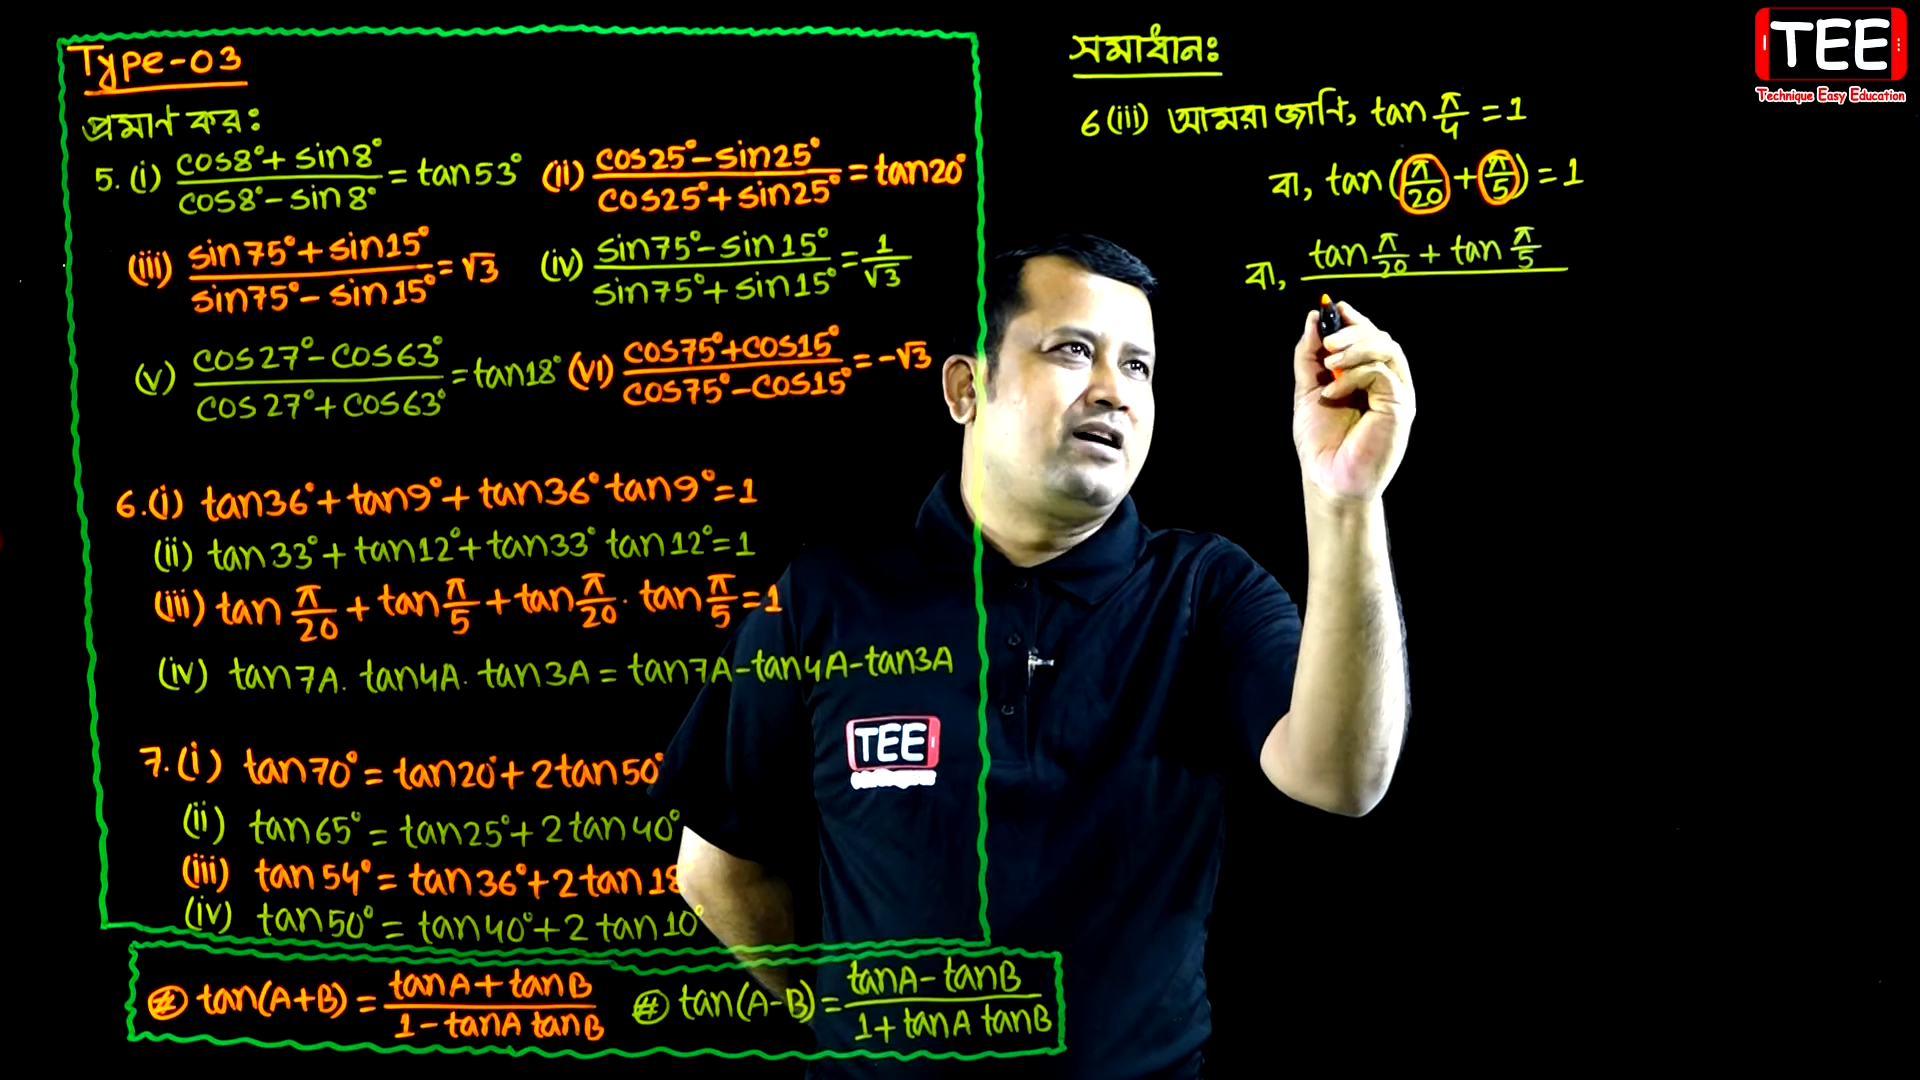 Type-03
প্রমাণ কর:
5. (i) (cos8° + sin8°)/(cos8° - sin8°) = tan53° (ii) (cos25° - sin25°)/(cos25° + sin25°) = tan20°
(iii) (sin75° + sin15°)/(sin75° - sin15°) = √3 (iv) (sin75° - sin15°)/(sin75° + sin15°) = 1/√3
(v) (cos27° - cos63°)/(cos27° + cos63°) = tan18° (vi) (cos75° + cos15°)/(cos75° - cos15°) = -√3
6. (i) tan36° + tan9° + tan36° tan9° = 1
(ii) tan33° + tan12° + tan33° tan12° = 1
(iii) tan π/20 + tan π/5 + tan π/20 . tan π/5 = 1
(iv) tan7A. tan4A. tan3A = tan7A - tan4A - tan3A
7. (i) tan70° = tan20° + 2tan50°
(ii) tan65° = tan25° + 2tan40°
(iii) tan54° = tan36° + 2tan18
(iv) tan50° = tan40° + 2 tan10°
# tan(A+B) = (tanA + tanB)/(1 - tanA tanB) # tan(A-B) = (tanA - tanB)/(1 + tanA tanB)
সমাধানঃ
6 (iii) আমরা জানি, tan π/4 = 1
বা, tan (π/20 + π/5) = 1
বা, tan π/20 + tan π/5
TEE
Technique Easy Education
TEE